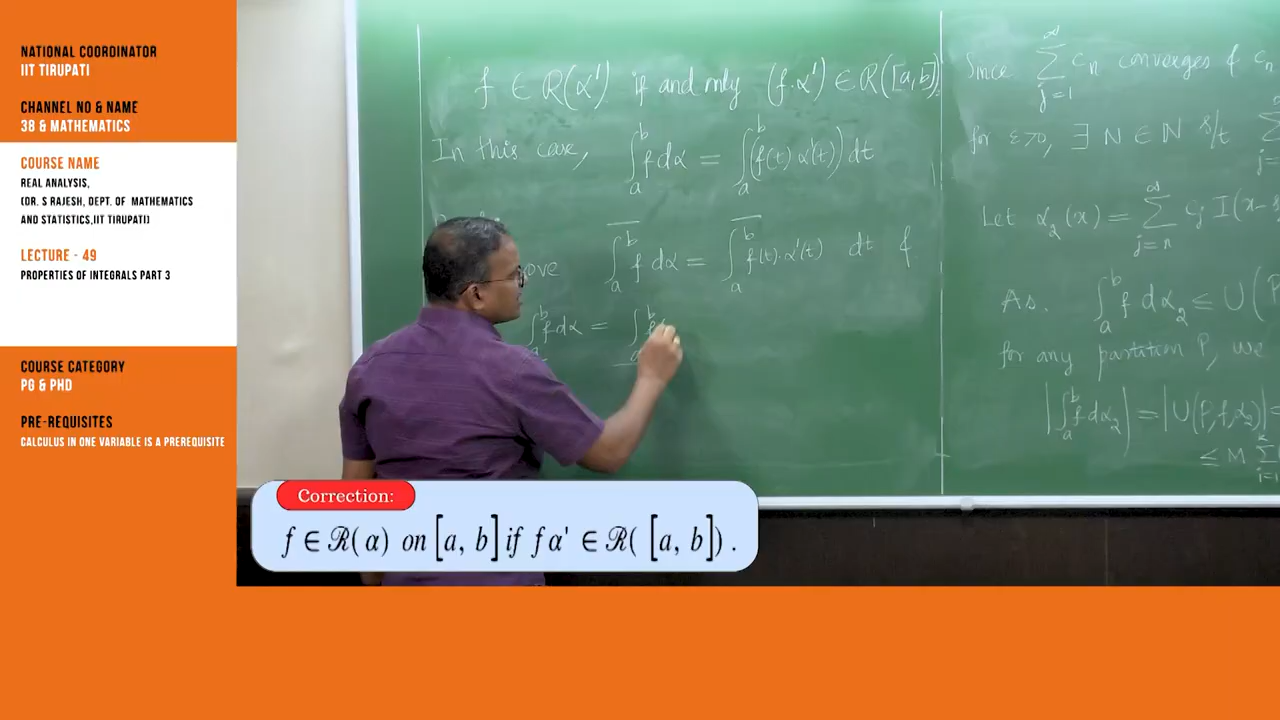 NATIONAL COORDINATOR
IIT TIRUPATI
CHANNEL NO & NAME
38 & MATHEMATICS
COURSE NAME
REAL ANALYSIS,
(DR. S RAJESH, DEPT. OF MATHEMATICS
AND STATISTICS,IIT TIRUPATI)
LECTURE - 49
PROPERTIES OF INTEGRALS PART 3
COURSE CATEGORY
PG & PHD
PRE-REQUISITES
CALCULUS IN ONE VARIABLE IS A PREREQUISITE
f ∈ R(α') if and only (f·α') ∈ R([a,b])
In this case, ∫_a^b f dα = ∫_a^b (f(t) α'(t)) dt
∫̅_a^b f dα = ∫̅_a^b f(t)·α'(t) dt &
∫_a^b f dα = ∫_a^b
Since ∑_{j=1}^∞ c_n converges & c_n
for ε>0, ∃ N ∈ N s/t
Let α_2(x) = ∑_{j=n}^∞ c_j I(x-s
As. ∫_a^b f dα_2 ≤ U(P
for any partition P, we
|∫_a^b f dα_2| = |U(P,f,α_2)| =
≤ M ∑_{i=1}
Correction:
f ∈ R(α) on [a, b] if fα' ∈ R( [a, b]) .